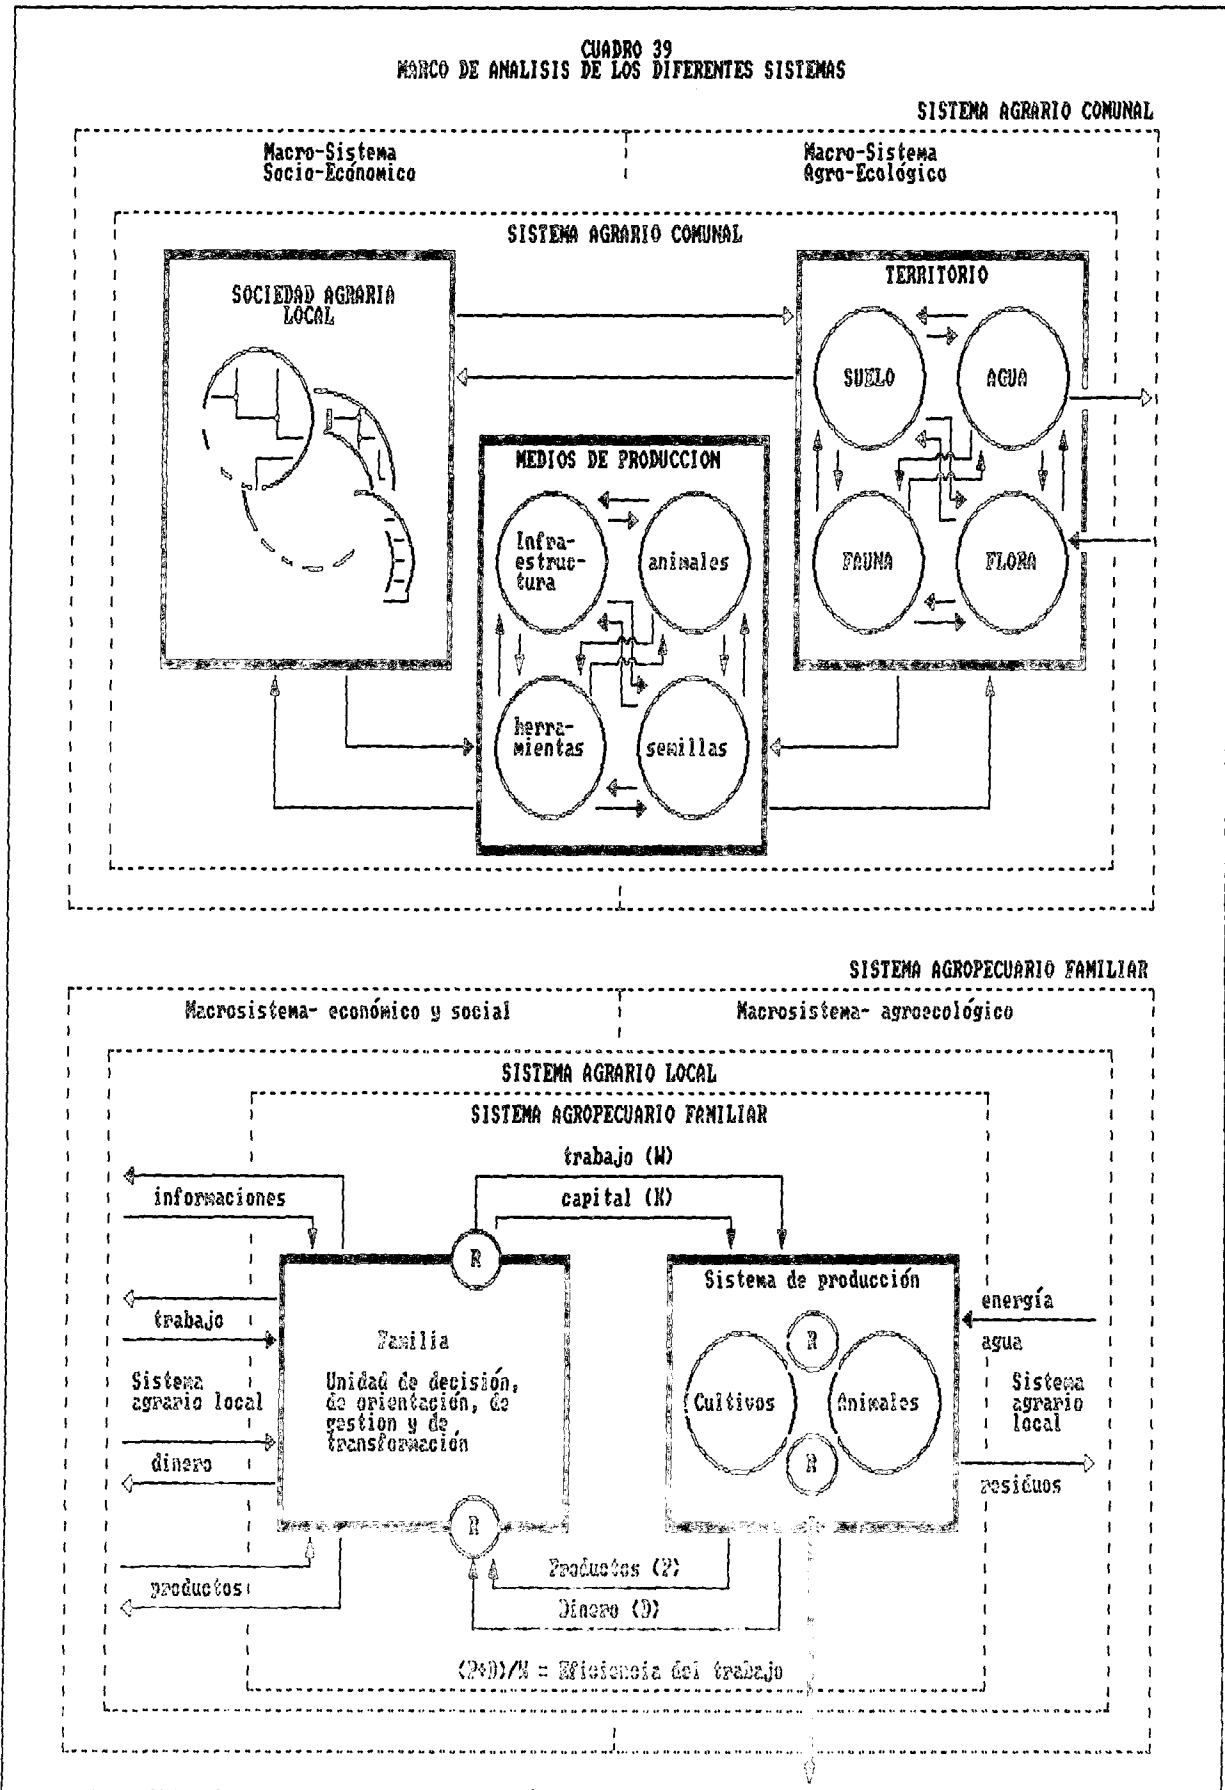 CUADRO 39
MARCO DE ANALISIS DE LOS DIFERENTES SISTEMAS
SISTEMA AGRARIO COMUNAL
Macro-Sistema
Socio-Económico
Macro-Sistema
Agro-Ecológico
SISTEMA AGRARIO COMUNAL
SOCIEDAD AGRARIA
LOCAL
TERRITORIO
SUELO
AGUA
FAUNA
FLORA
MEDIOS DE PRODUCCION
Infra-
estruc-
tura
animales
herra-
mientas
semillas
SISTEMA AGROPECUARIO FAMILIAR
Macrosistema- económico y social
Macrosistema- agroecológico
SISTEMA AGRARIO LOCAL
SISTEMA AGROPECUARIO FAMILIAR
trabajo (W)
capital (K)
informaciones
R
Sistema de producción
trabajo
Familia
Unidad de decisión,
de orientación, de
gestion y de
transformación
Sistema
agrario local
dinero
R
R
Cultivos
Animales
R
energía
agua
Sistema
agrario
local
residuos
productos
Productos (P)
Dinero (D)
(P+D)/W = Eficiencia del trabajo